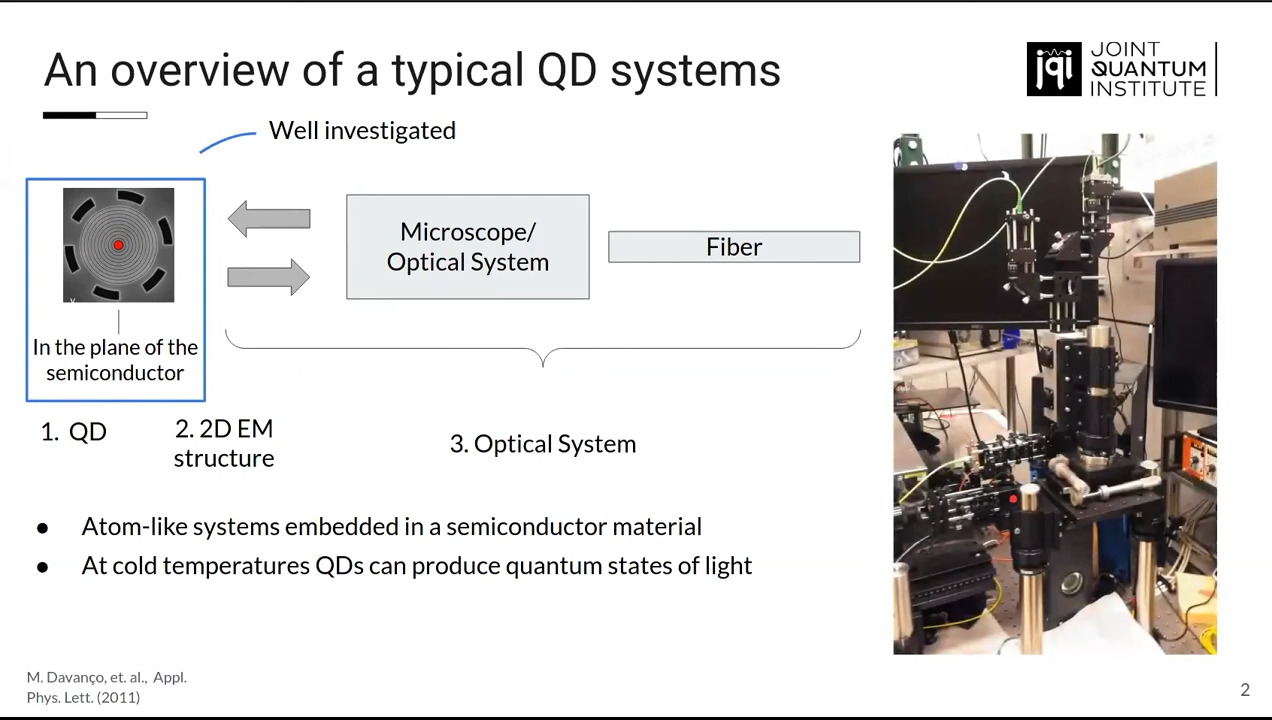 An overview of a typical QD systems
jqi
JOINT
QUANTUM
INSTITUTE
Well investigated
y
In the plane of the
semiconductor
Microscope/
Optical System
Fiber
1. QD
2. 2D EM
structure
3. Optical System
● Atom-like systems embedded in a semiconductor material
● At cold temperatures QDs can produce quantum states of light
M. Davanço, et. al., Appl.
Phys. Lett. (2011)
2